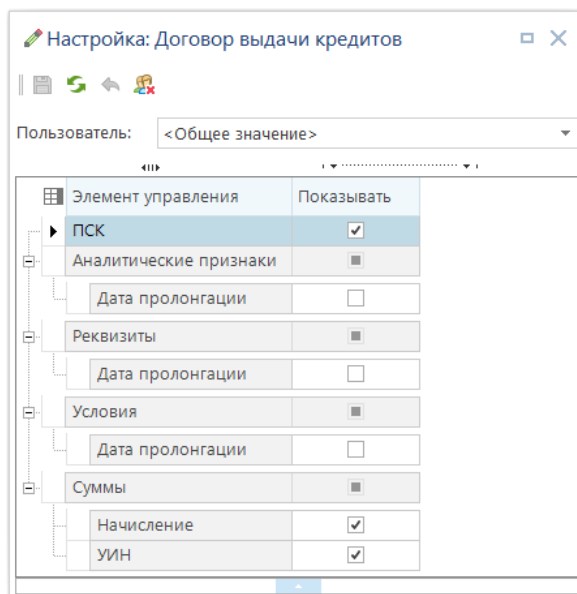 Настройка: Договор выдачи кредитов
Пользователь: <Общее значение>
Элемент управления Показывать
ПСК
Аналитические признаки
Дата пролонгации
Реквизиты
Дата пролонгации
Условия
Дата пролонгации
Суммы
Начисление
УИН